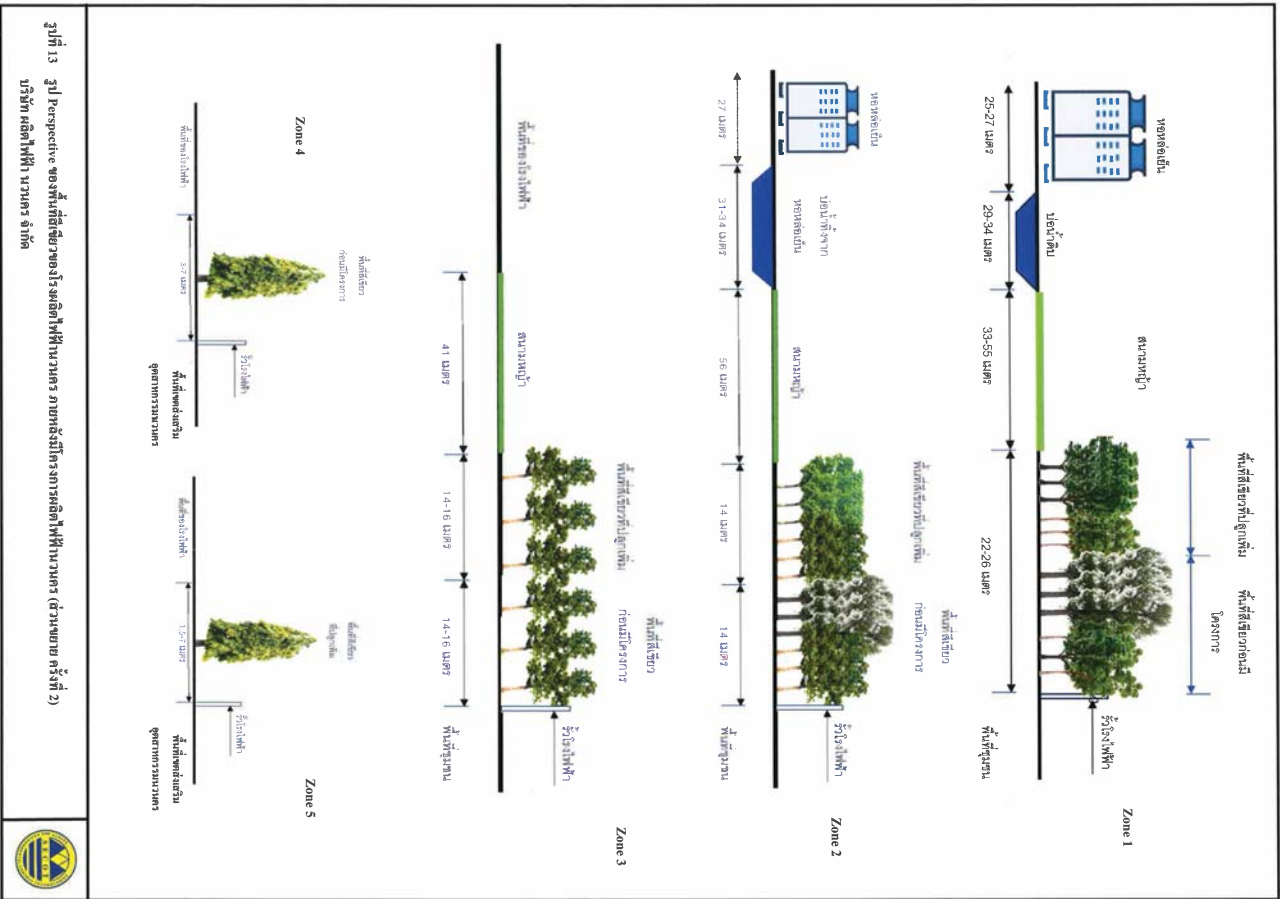 หอหล่อเย็น
บ่อน้ำดิบ
สนามหญ้า
พื้นที่สีเขียวที่ปลูกเพิ่ม
พื้นที่สีเขียวก่อนมี
โครงการ
รั้วโรงไฟฟ้า
พื้นที่ชุมชน
25-27 เมตร
29-34 เมตร
33-55 เมตร
22-26 เมตร
Zone 1
หอหล่อเย็น
บ่อน้ำทิ้งจาก
หอหล่อเย็น
สนามหญ้า
พื้นที่สีเขียวที่ปลูกเพิ่ม
พื้นที่สีเขียว
ก่อนมีโครงการ
รั้วโรงไฟฟ้า
พื้นที่ชุมชน
27 เมตร
31-34 เมตร
56 เมตร
14 เมตร
14 เมตร
Zone 2
พื้นที่ของโรงไฟฟ้า
สนามหญ้า
พื้นที่สีเขียวที่ปลูกเพิ่ม
พื้นที่สีเขียว
ก่อนมีโครงการ
รั้วโรงไฟฟ้า
พื้นที่ชุมชน
41 เมตร
14-16 เมตร
14-16 เมตร
Zone 3
Zone 4
พื้นที่สีเขียว
ก่อนมีโครงการ
รั้วโรงไฟฟ้า
พื้นที่ของโรงไฟฟ้า
3-7 เมตร
พื้นที่เขตส่งเสริม
อุตสาหกรรมนวนคร
Zone 5
พื้นที่สีเขียว
ที่ปลูกเพิ่ม
รั้วโรงไฟฟ้า
พื้นที่ของโรงไฟฟ้า
1.5-7 เมตร
พื้นที่เขตส่งเสริม
อุตสาหกรรมนวนคร
รูปที่ 13 รูป Perspective ของพื้นที่สีเขียวของโรงผลิตไฟฟ้านวนคร ภายหลังมีโครงการผลิตไฟฟ้านวนคร (ส่วนขยาย ครั้งที่ 2)
บริษัท ผลิตไฟฟ้า นวนคร จำกัด
SECOT